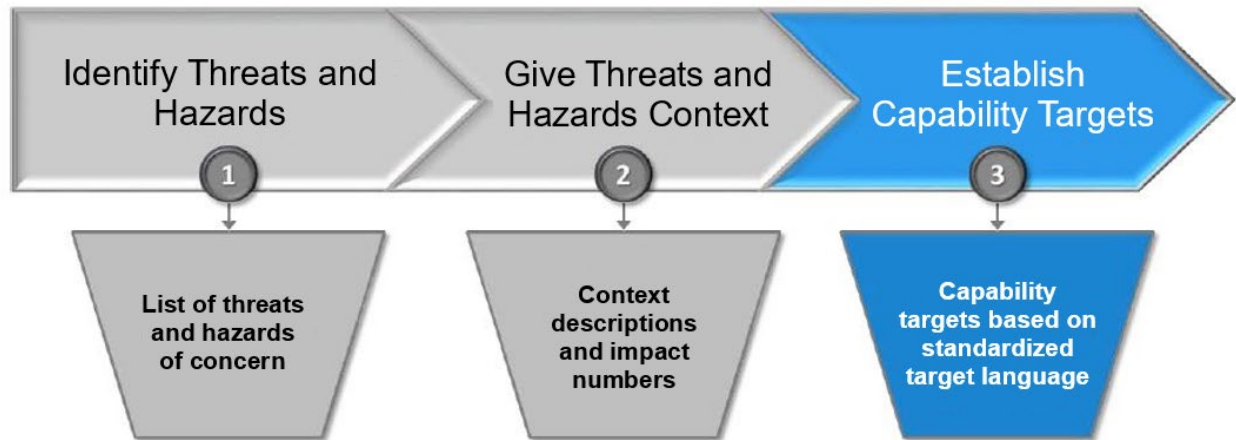 Identify Threats and
Hazards
1
Give Threats and
Hazards Context
2
Establish
Capability Targets
3
List of threats
and hazards
of concern
Context
descriptions
and impact
numbers
Capability
targets based on
standardized
target language